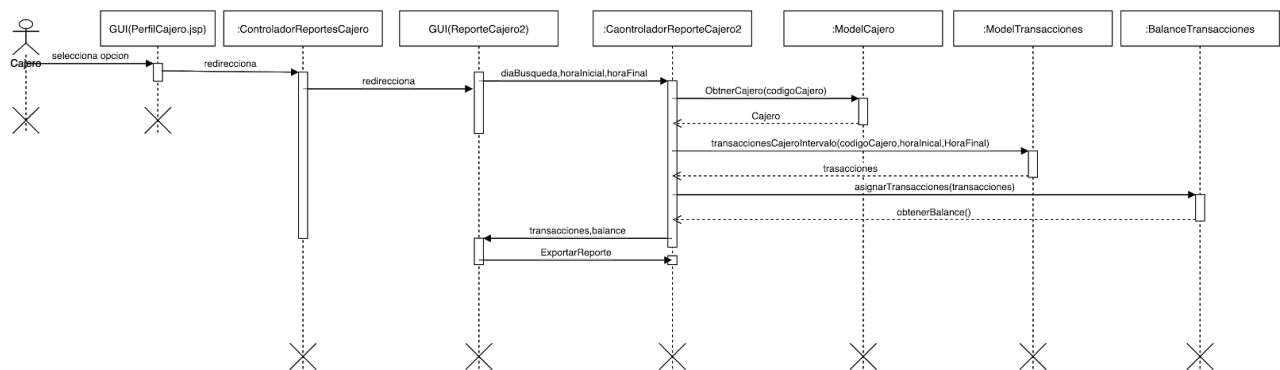 GUI(PerfilCajero.jsp)
:ControladorReportesCajero
GUI(ReporteCajero2)
:CaontroladorReporteCajero2
:ModelCajero
:ModelTransacciones
:BalanceTransacciones
Cajero
selecciona opcion
redirecciona
redirecciona
diaBusqueda,horaInicial,horaFinal
ObtnerCajero(codigoCajero)
Cajero
transaccionesCajeroIntervalo(codigoCajero,horaInical,HoraFinal)
trasacciones
asignarTransacciones(transacciones)
obtenerBalance()
transacciones,balance
ExportarReporte